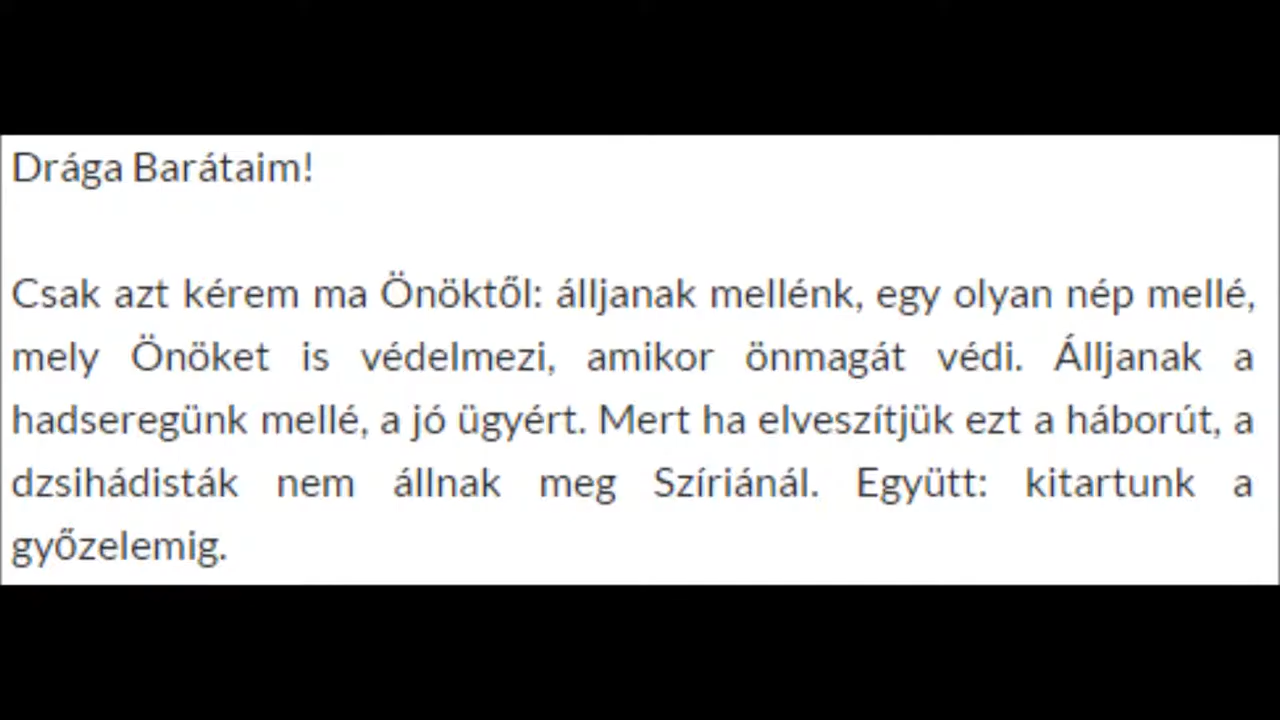 Drága Barátaim!
Csak azt kérem ma Önöktől: álljanak mellénk, egy olyan nép mellé,
mely Önöket is védelmezi, amikor önmagát védi. Álljanak a
hadseregünk mellé, a jó ügyért. Mert ha elveszítjük ezt a háborút, a
dzsihádisták nem állnak meg Szíriánál. Együtt: kitartunk a
győzelemig.